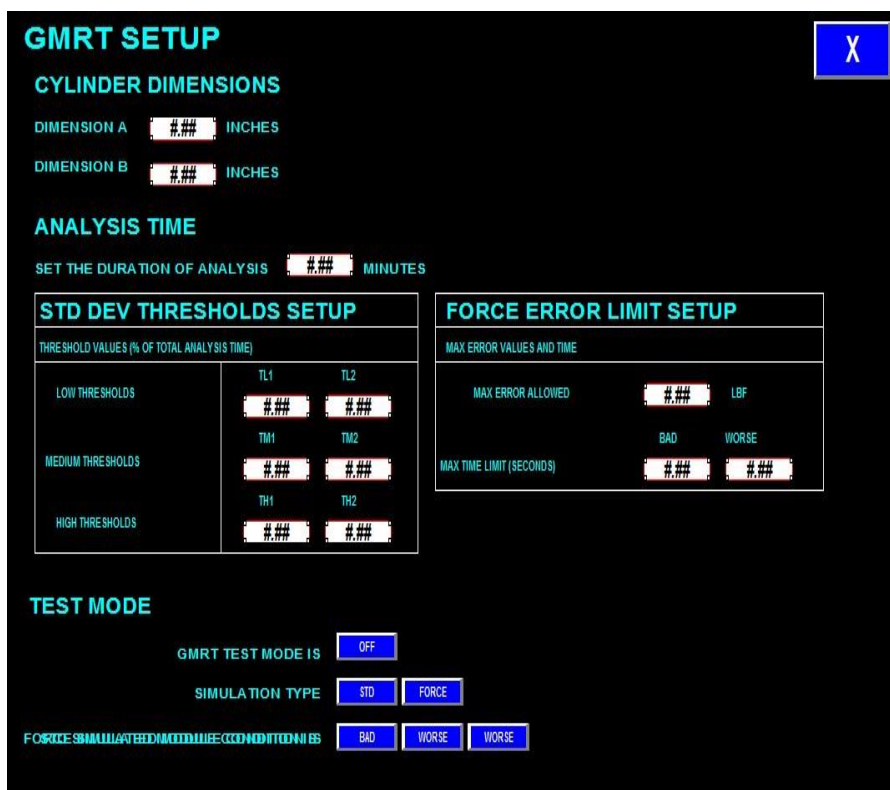 GMRT SETUP
X
CYLINDER DIMENSIONS
DIMENSION A #.## INCHES
DIMENSION B #.## INCHES
ANALYSIS TIME
SET THE DURATION OF ANALYSIS #.## MINUTES
STD DEV THRESHOLDS SETUP
THRESHOLD VALUES (% OF TOTAL ANALYSIS TIME)
TL1 TL2
LOW THRESHOLDS #.## #.##
TM1 TM2
MEDIUM THRESHOLDS #.## #.##
TH1 TH2
HIGH THRESHOLDS #.## #.##
FORCE ERROR LIMIT SETUP
MAX ERROR VALUES AND TIME
MAX ERROR ALLOWED #.## LBF
BAD WORSE
MAX TIME LIMIT (SECONDS) #.## #.##
TEST MODE
GMRT TEST MODE IS OFF
SIMULATION TYPE STD FORCE
BAD WORSE WORSE